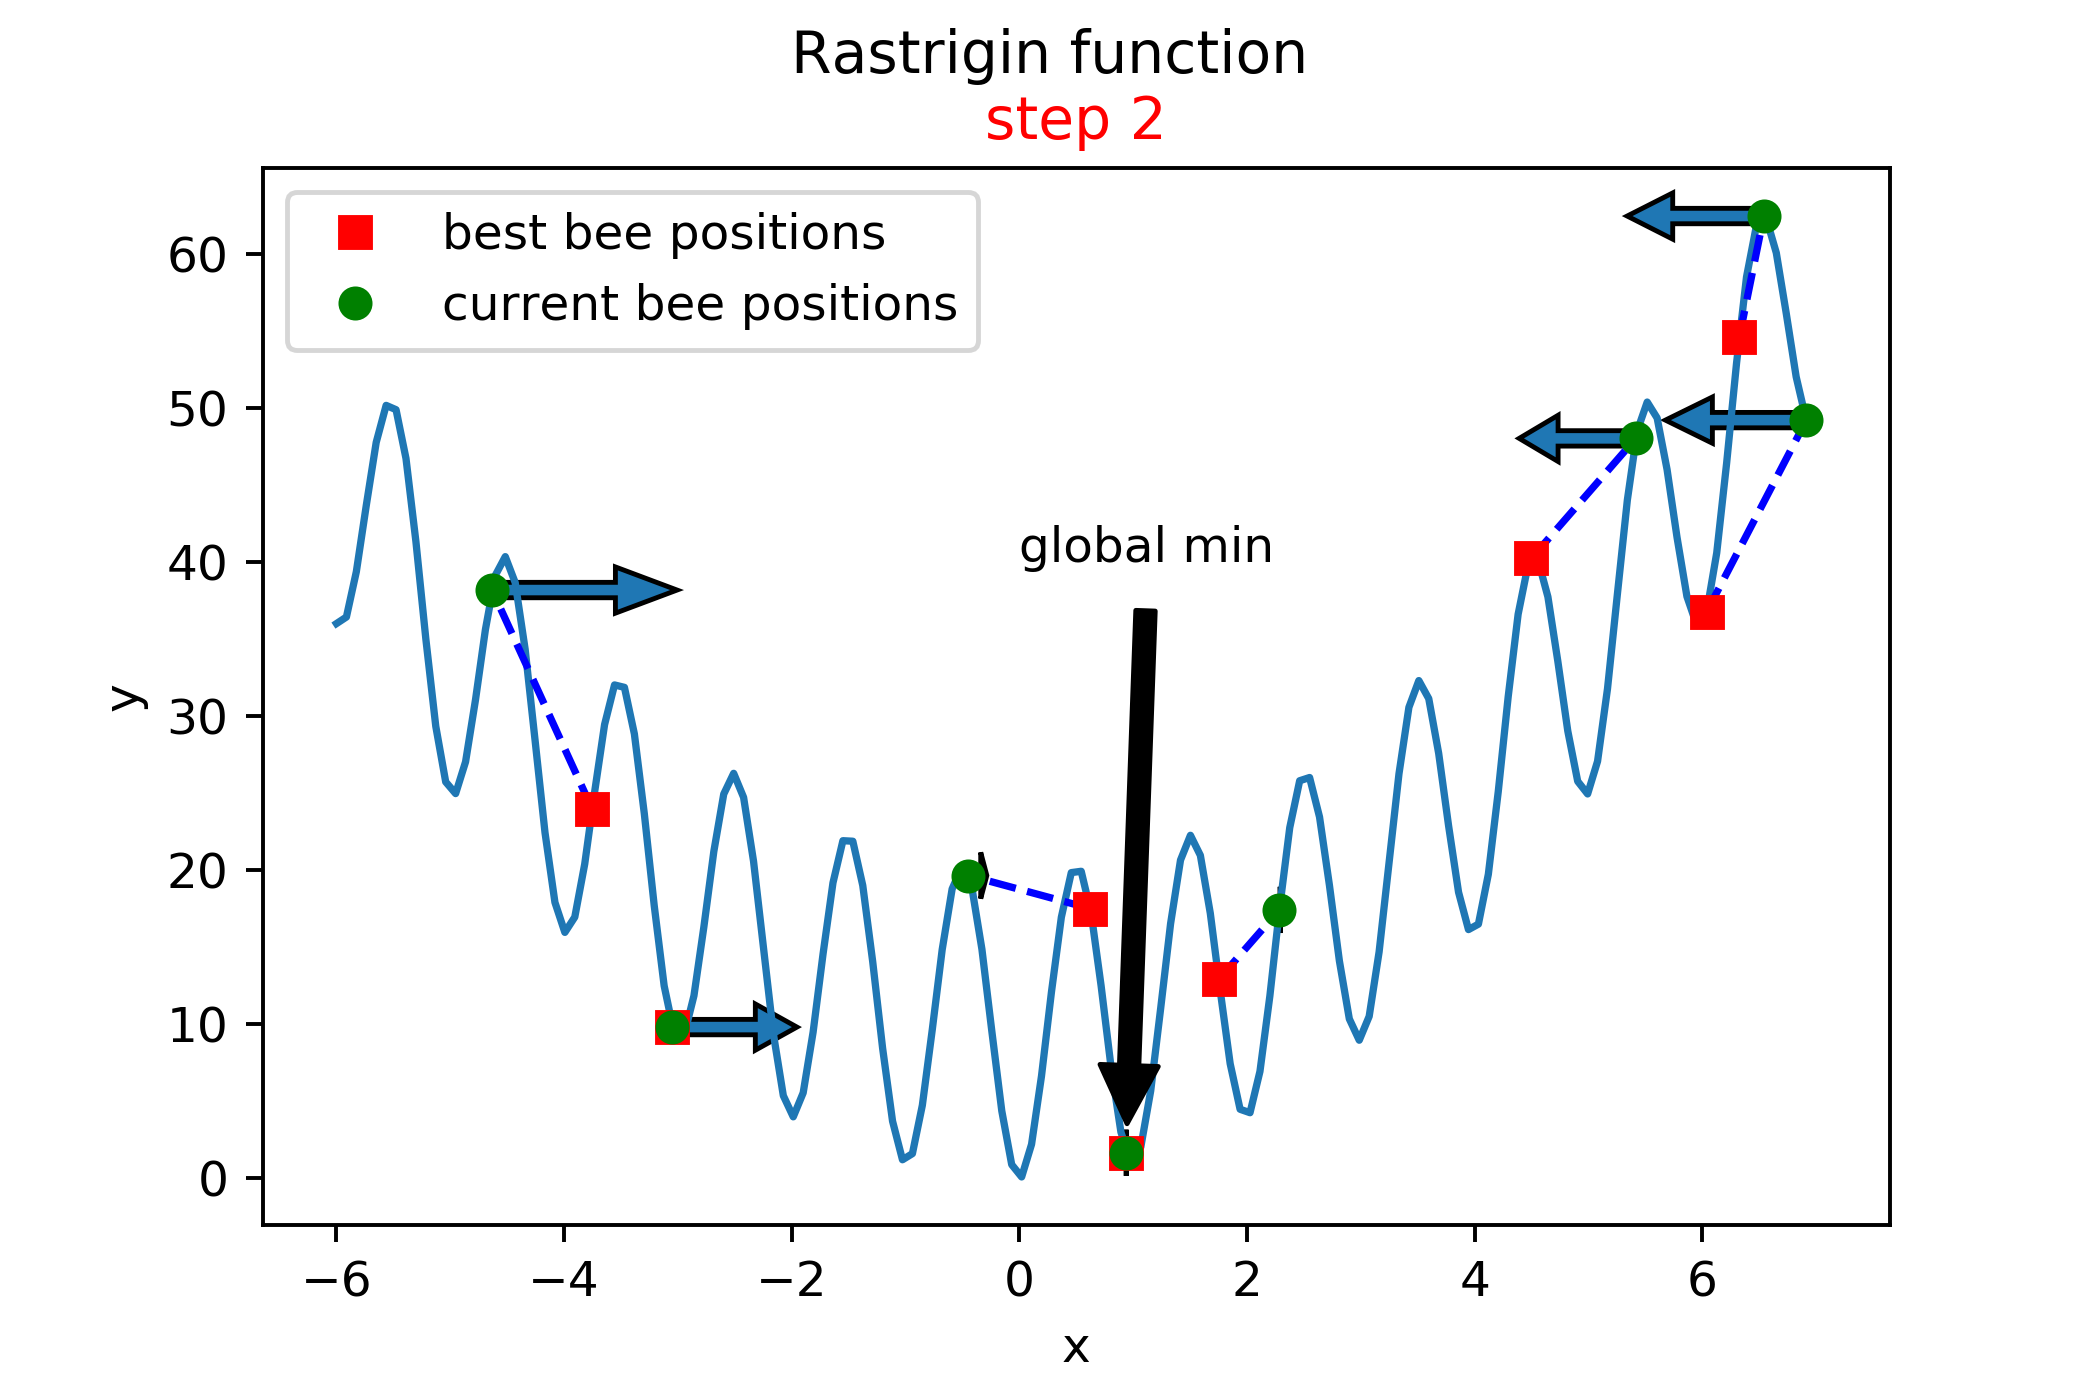 Rastrigin function
step 2
best bee positions
current bee positions
global min
60
50
40
30
20
10
0
y
−6 −4 −2 0 2 4 6
x